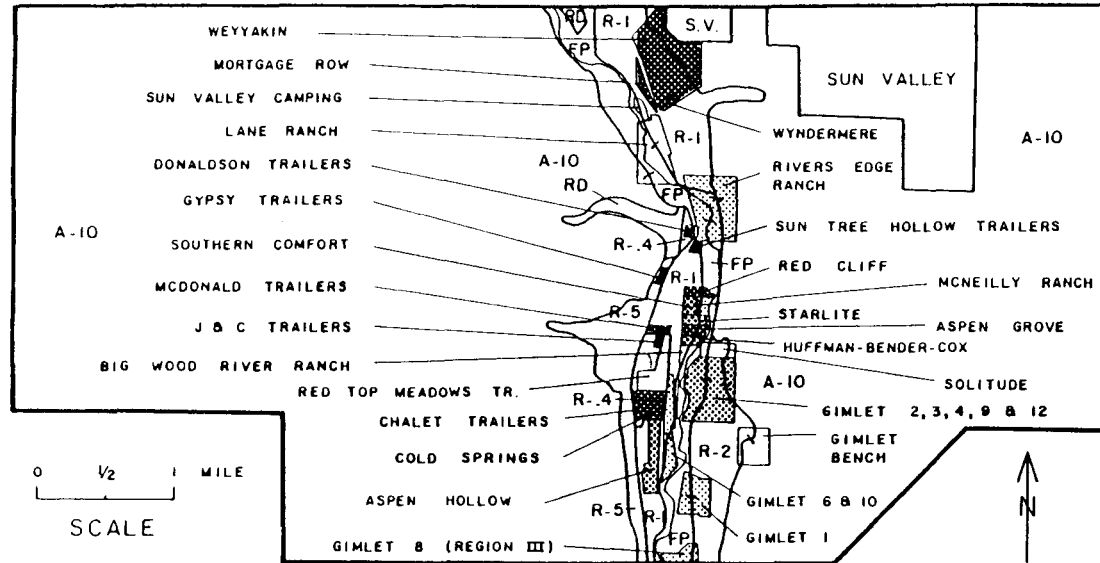 RD
R-1
S.V.
WEYYAKIN
FP
MORTGAGE ROW
SUN VALLEY
SUN VALLEY CAMPING
LANE RANCH
R-1
WYNDERMERE
A-10
DONALDSON TRAILERS
A-10
RIVERS EDGE
RANCH
RD
FP
GYPSY TRAILERS
SUN TREE HOLLOW TRAILERS
A-10
SOUTHERN COMFORT
R-.4
FP
RED CLIFF
R-1
MCNEILLY RANCH
MCDONALD TRAILERS
R-5
STARLITE
J & C TRAILERS
ASPEN GROVE
HUFFMAN-BENDER-COX
BIG WOOD RIVER RANCH
SOLITUDE
RED TOP MEADOWS TR.
A-10
R-.4
CHALET TRAILERS
GIMLET 2, 3, 4, 9 & 12
COLD SPRINGS
R-2
GIMLET
BENCH
0 1/2 1 MILE
SCALE
ASPEN HOLLOW
GIMLET 6 & 10
R-5
R-1
GIMLET 1
FP
GIMLET 8 (REGION III)
N